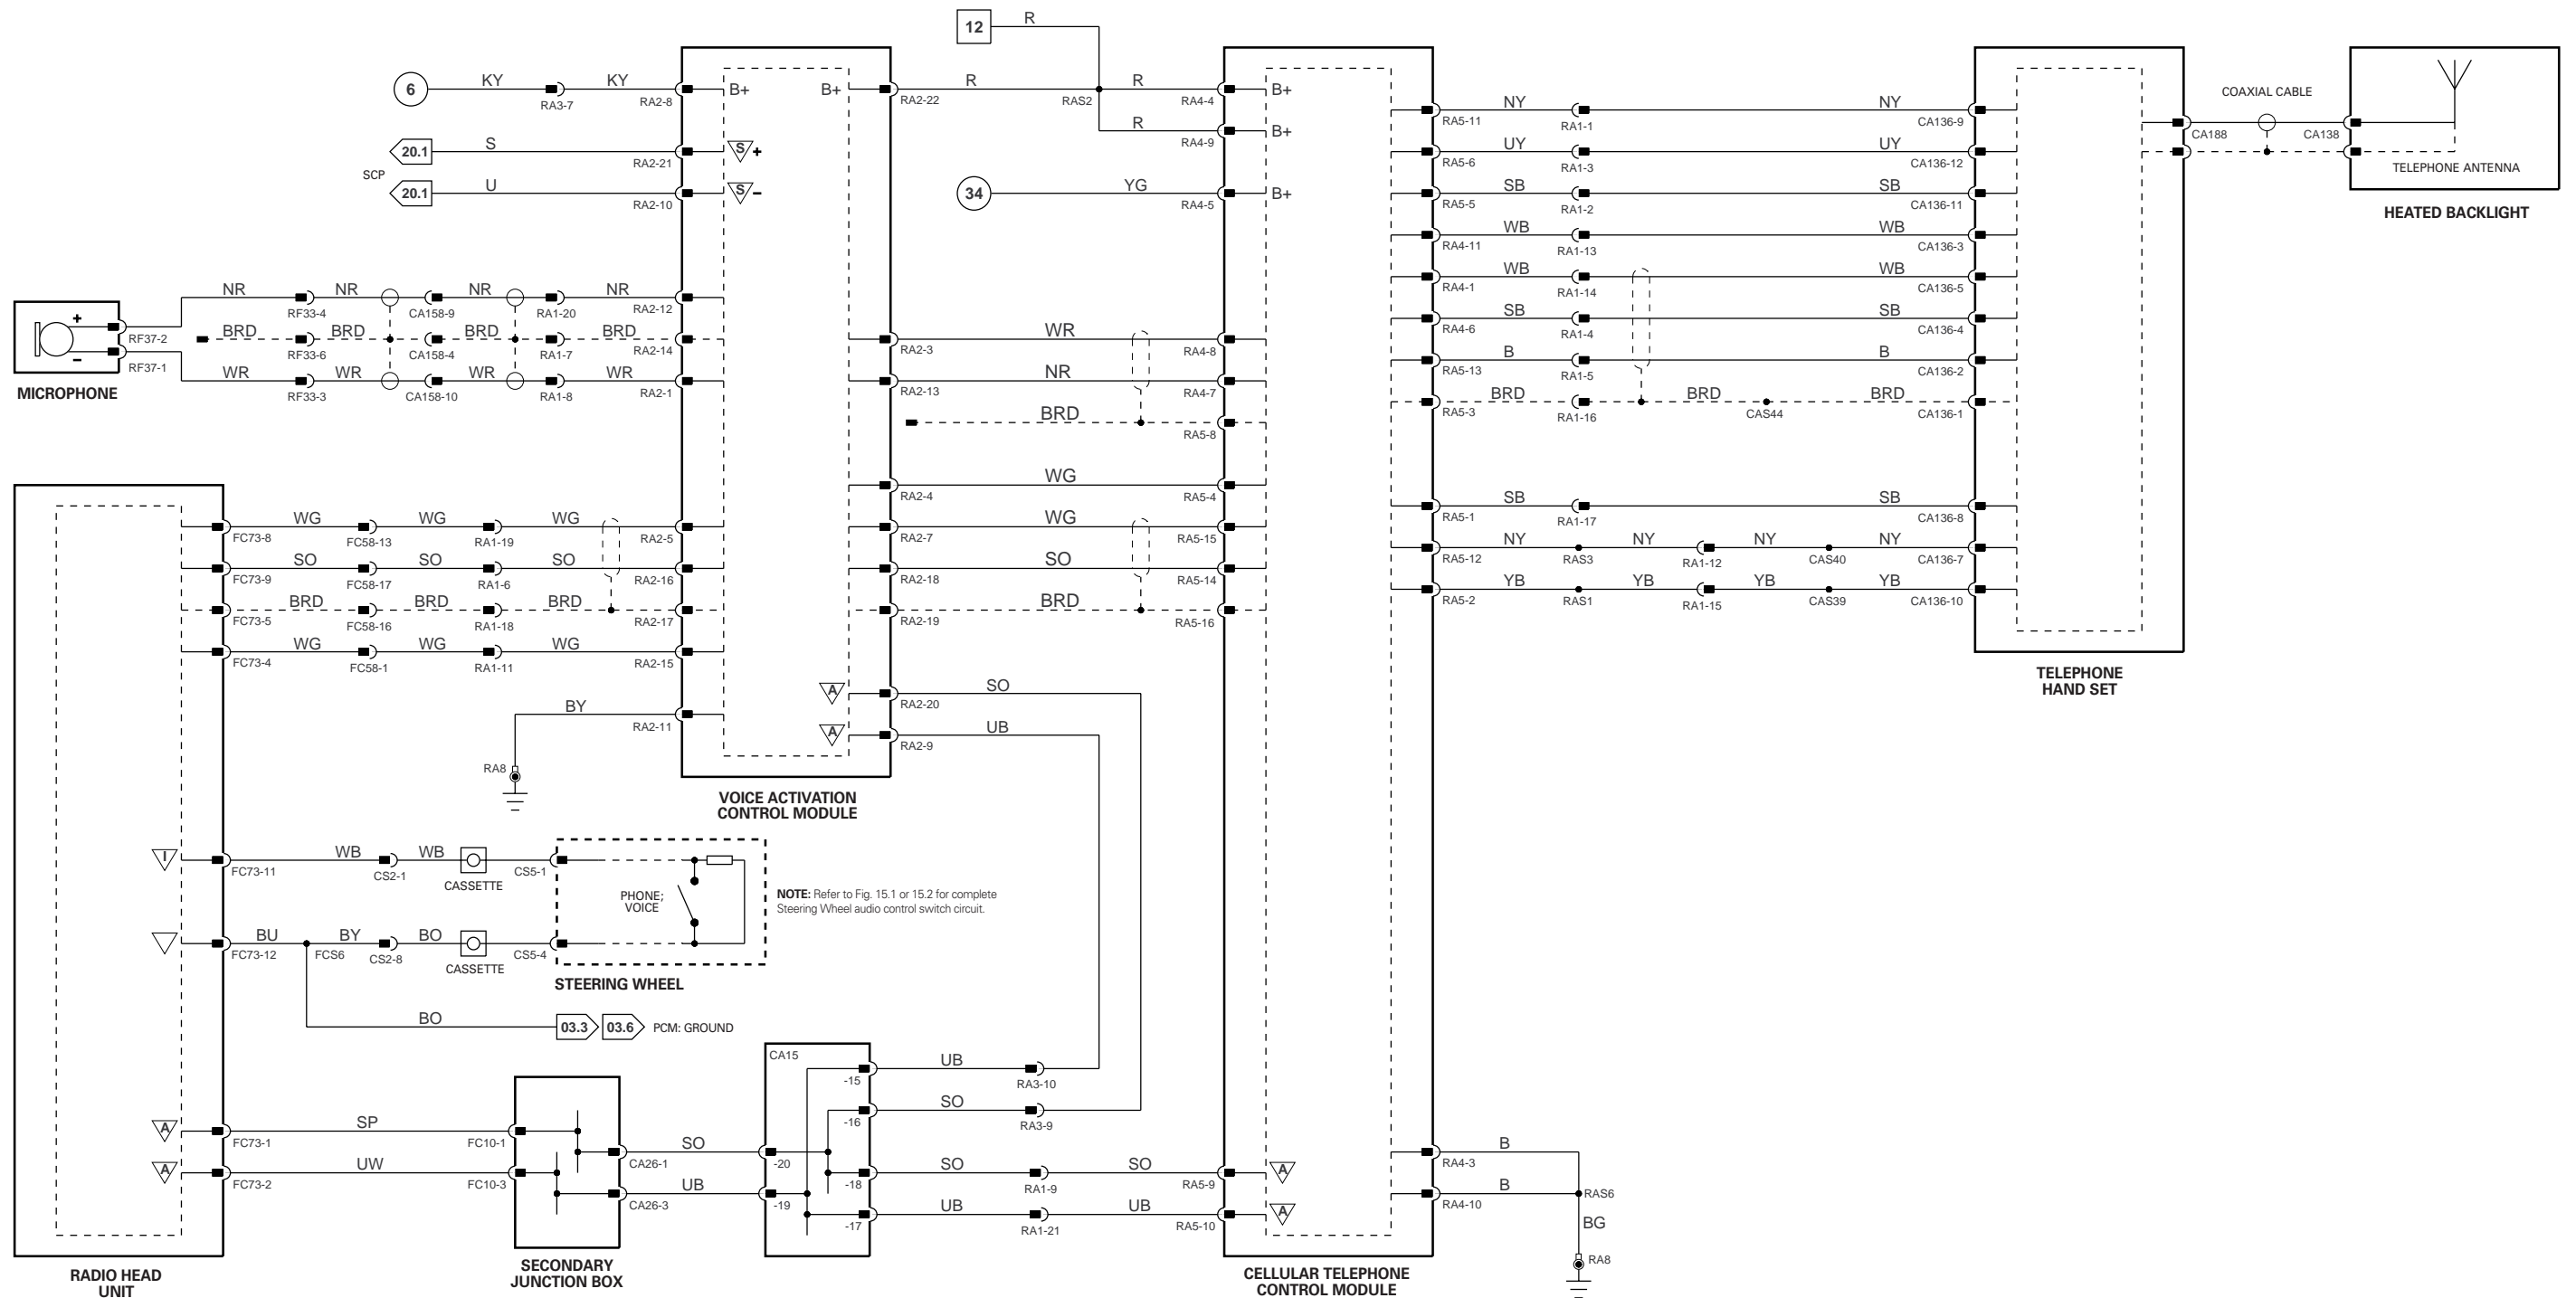 12
R
6
KY
RA3-7
KY
RA2-8
B+
B+
RA2-22
R
RAS2
R
RA4-4
B+
R
RA4-9
B+
20.1
S
RA2-21
S
+
SCP
20.1
U
RA2-10
S
–
34
YG
RA4-5
B+
MICROPHONE
+
–
RF37-2
RF37-1
NR
RF33-4
NR
CA158-9
NR
RA1-20
NR
RA2-12
BRD
RF33-6
BRD
CA158-4
BRD
RA1-7
BRD
RA2-14
WR
RF33-3
WR
CA158-10
WR
RA1-8
WR
RA2-1
RA2-3
WR
RA4-8
RA2-13
NR
RA4-7
BRD
RA5-8
RA2-4
WG
RA5-4
RA2-7
WG
RA5-15
RA2-18
SO
RA5-14
RA2-19
BRD
RA5-16
FC73-8
WG
FC58-13
WG
RA1-19
WG
RA2-5
FC73-9
SO
FC58-17
SO
RA1-6
SO
RA2-16
FC73-5
BRD
FC58-16
BRD
RA1-18
BRD
RA2-17
FC73-4
WG
FC58-1
WG
RA1-11
WG
RA2-15
A
RA2-20
SO
A
RA2-9
UB
BY
RA2-11
RA8
VOICE ACTIVATION
CONTROL MODULE
I
FC73-11
WB
CS2-1
WB
CASSETTE
CS5-1
PHONE;
VOICE
NOTE: Refer to Fig. 15.1 or 15.2 for complete
Steering Wheel audio control switch circuit.
FC73-12
BU
FCS6
BY
CS2-8
BO
CASSETTE
CS5-4
STEERING WHEEL
BO
03.3
03.6
PCM: GROUND
A
FC73-1
SP
FC10-1
A
FC73-2
UW
FC10-3
CA26-1
SO
CA26-3
UB
SECONDARY
JUNCTION BOX
RADIO HEAD
UNIT
CA15
-15
-16
-20
-18
-19
-17
UB
RA3-10
SO
RA3-9
SO
RA1-9
SO
RA5-9
A
UB
RA1-21
UB
RA5-10
A
CELLULAR TELEPHONE
CONTROL MODULE
RA5-11
NY
RA1-1
NY
CA136-9
RA5-6
UY
RA1-3
UY
CA136-12
RA5-5
SB
RA1-2
SB
CA136-11
RA4-11
WB
RA1-13
WB
CA136-3
RA4-1
WB
RA1-14
WB
CA136-5
RA4-6
SB
RA1-4
SB
CA136-4
RA5-13
B
RA1-5
B
CA136-2
RA5-3
BRD
RA1-16
BRD
CAS44
BRD
CA136-1
RA5-1
SB
RA1-17
SB
CA136-8
RA5-12
NY
RAS3
NY
RA1-12
NY
CAS40
NY
CA136-7
RA5-2
YB
RAS1
YB
RA1-15
YB
CAS39
YB
CA136-10
TELEPHONE
HAND SET
RA4-3
B
RA4-10
B
RAS6
BG
RA8
CA188
COAXIAL CABLE
CA138
TELEPHONE ANTENNA
HEATED BACKLIGHT